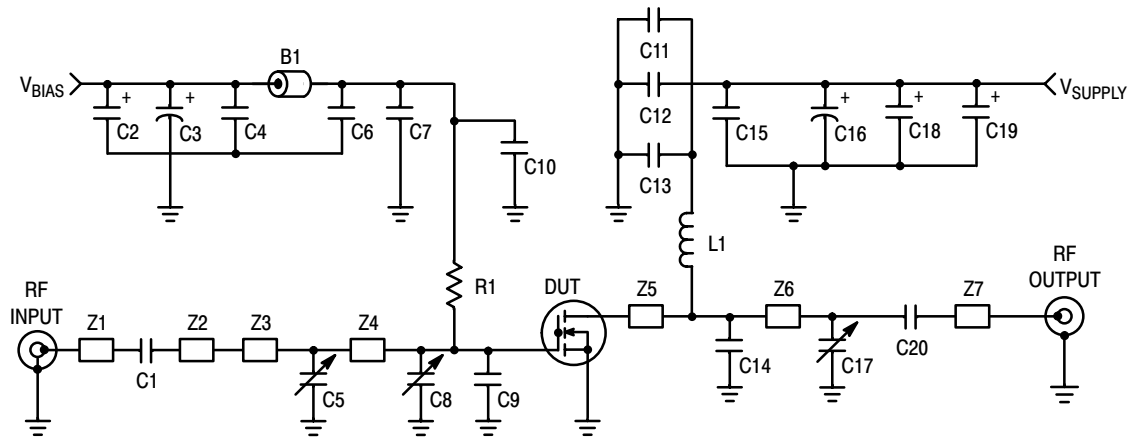 C11
B1
V_BIAS
+
+
C2
C3
C4
C6
C7
C10
C12
C13
V_SUPPLY
+
+
+
C15
C16
C18
C19
L1
R1
RF
INPUT
Z1
C1
Z2
Z3
C5
Z4
C8
C9
DUT
Z5
Z6
C14
C17
C20
Z7
RF
OUTPUT